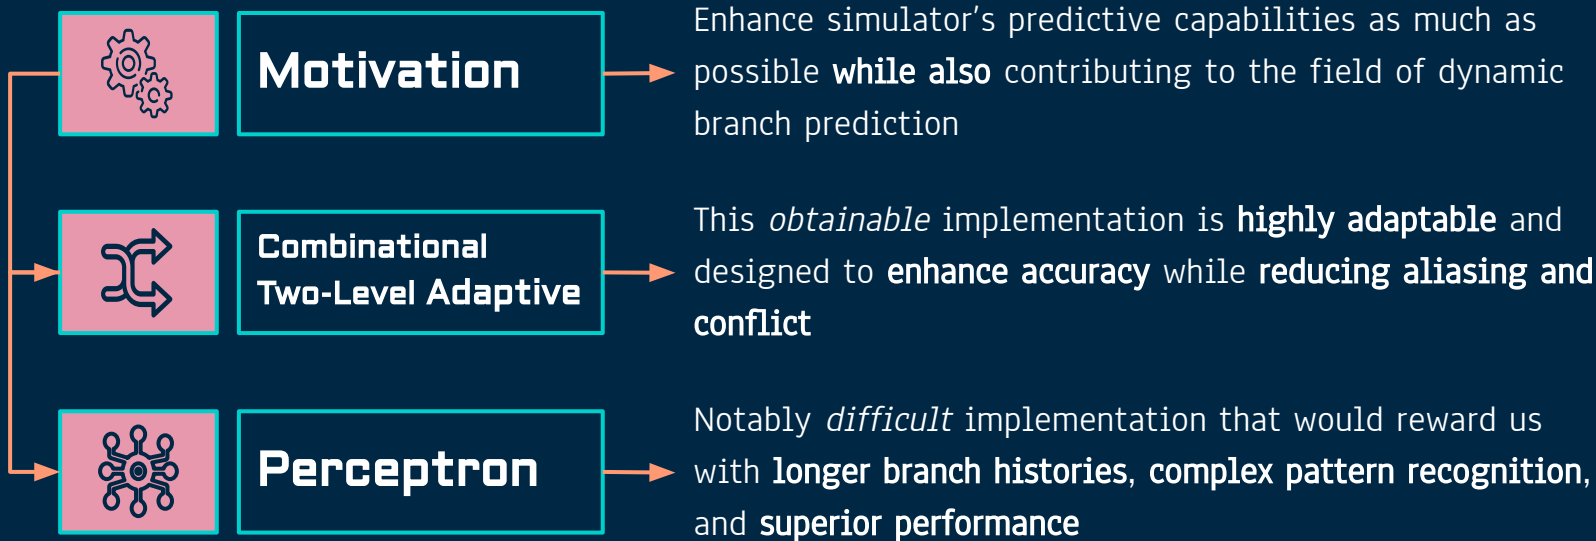 Motivation
Enhance simulator's predictive capabilities as much as
possible while also contributing to the field of dynamic
branch prediction
Combinational
Two-Level Adaptive
This obtainable implementation is highly adaptable and
designed to enhance accuracy while reducing aliasing and
conflict
Perceptron
Notably difficult implementation that would reward us
with longer branch histories, complex pattern recognition,
and superior performance